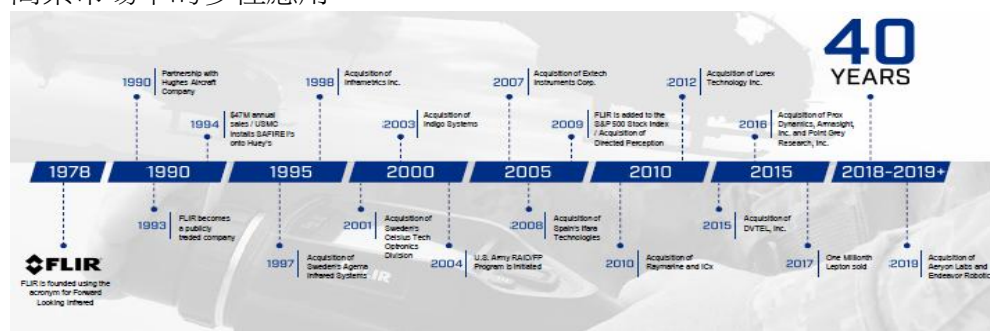 40
YEARS
1990
Partnership with
Hughes Aircraft
Company
1994
$47M annual
sales / USMC
installs SAFIRE I's
onto Huey's
1998
Acquisition of
Inframetrics Inc.
2003
Acquisition of
Indigo Systems
2007
Acquisition of Extech
Instruments Corp.
2009
FLIR is added to the
S&P 500 Stock Index
/ Acquisition of
Directed Perception
2012
Acquisition of Lorex
Technology Inc.
2016
Acquisition of Prox
Dynamics, Armasight,
Inc. and Point Grey
Research, Inc.
1978
1990
1995
2000
2005
2010
2015
2018-2019+
FLIR
FLIR is founded using the
acronym for Forward
Looking Infrared
1993
FLIR becomes
a publicly
traded company
1997
Acquisition of
Sweden's Agema
Infrared Systems
2001
Acquisition of
Sweden's
Celsius Tech
Optronics
Division
2004
U.S. Army RAID/FP
Program is initiated
2008
Acquisition of
Spain's Ifara
Technologies
2010
Acquisition of
Raymarine and ICx
2015
Acquisition of
DVTEL, Inc.
2017
One Millionth
Lepton sold
2019
Acquisition of
Aeryon Labs and
Endeavor Robotic